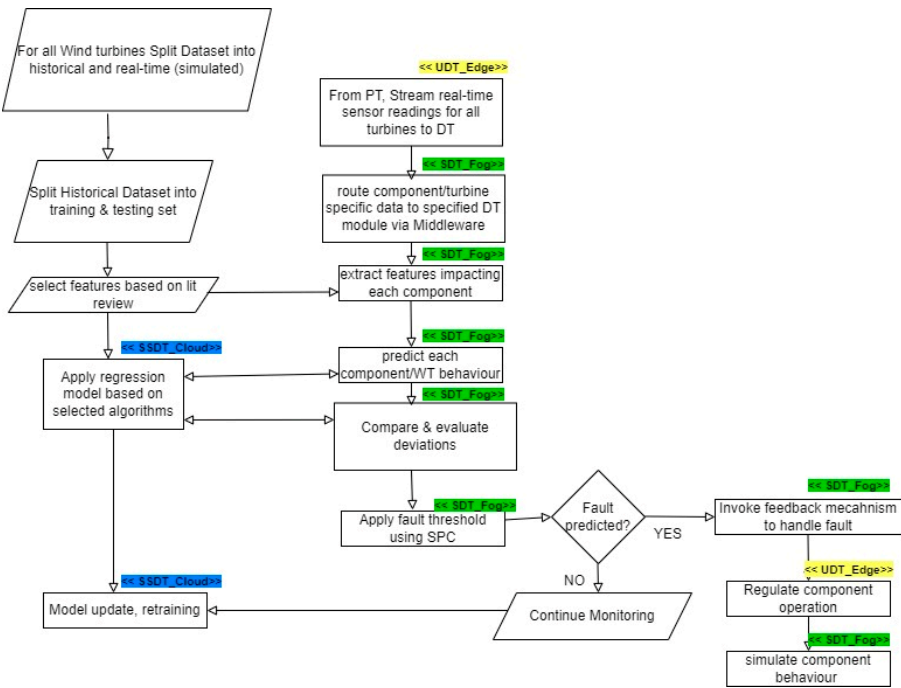 For all Wind turbines Split Dataset into
historical and real-time (simulated)
<< UDT_Edge>>
From PT, Stream real-time
sensor readings for all
turbines to DT
<< SDT_Fog>>
Split Historical Dataset into
training & testing set
route component/turbine
specific data to specified DT
module via Middleware
<< SDT_Fog>>
select features based on lit
review
extract features impacting
each component
<< SSDT_Cloud>>
<< SDT_Fog>>
Apply regression
model based on
selected algorithms
predict each
component/WT behaviour
<< SDT_Fog>>
Compare & evaluate
deviations
<< SDT_Fog>>
Apply fault threshold
using SPC
Fault
predicted?
YES
NO
<< SDT_Fog>>
Invoke feedback mecahnism
to handle fault
<< SSDT_Cloud>>
Model update, retraining
Continue Monitoring
<< UDT_Edge>>
Regulate component
operation
<< SDT_Fog>>
simulate component
behaviour